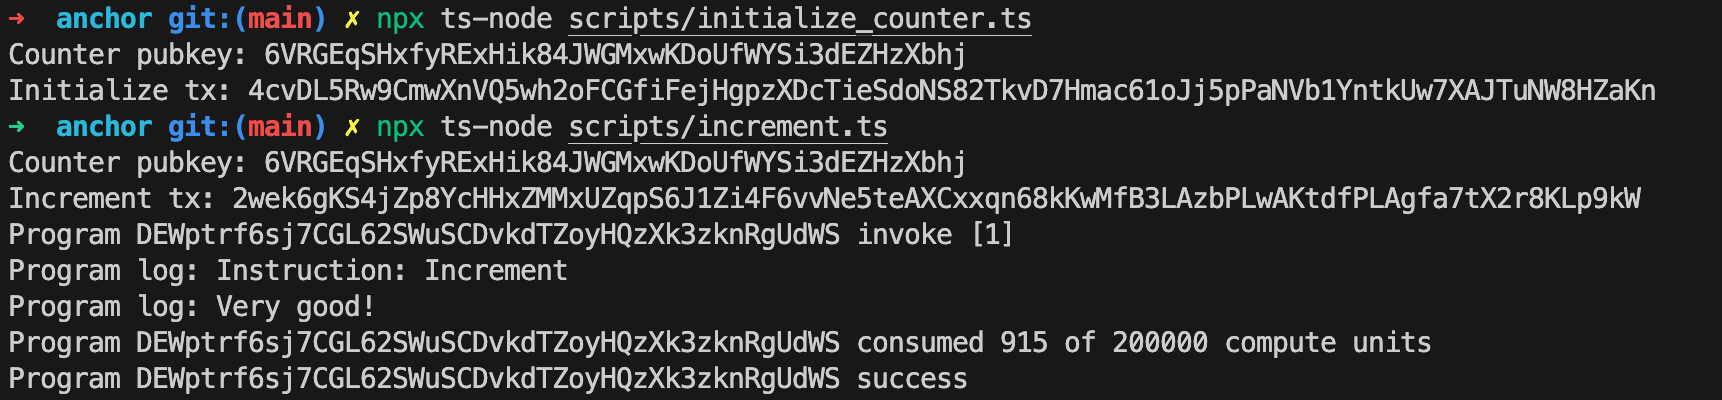 ➜  anchor git:(main) ✗ npx ts-node scripts/initialize_counter.ts
Counter pubkey: 6VRGEqSHxfyRExHik84JWGMxwKDoUfWYSi3dEZHzXbhj
Initialize tx: 4cvDL5Rw9CmwXnVQ5wh2oFCGfiFejHgpzXDcTieSdoNS82TkvD7Hmac61oJj5pPaNVb1YntkUw7XAJTuNW8HZaKn
➜  anchor git:(main) ✗ npx ts-node scripts/increment.ts
Counter pubkey: 6VRGEqSHxfyRExHik84JWGMxwKDoUfWYSi3dEZHzXbhj
Increment tx: 2wek6gKS4jZp8YcHHxZMMxUZqpS6J1Zi4F6vvNe5teAXCxxqn68kKwMfB3LAzbPLwAKtdfPLAgfa7tX2r8KLp9kW
Program DEWptrf6sj7CGL62SWuSCDvkdTZoyHQzXk3zknRgUdWS invoke [1]
Program log: Instruction: Increment
Program log: Very good!
Program DEWptrf6sj7CGL62SWuSCDvkdTZoyHQzXk3zknRgUdWS consumed 915 of 200000 compute units
Program DEWptrf6sj7CGL62SWuSCDvkdTZoyHQzXk3zknRgUdWS success